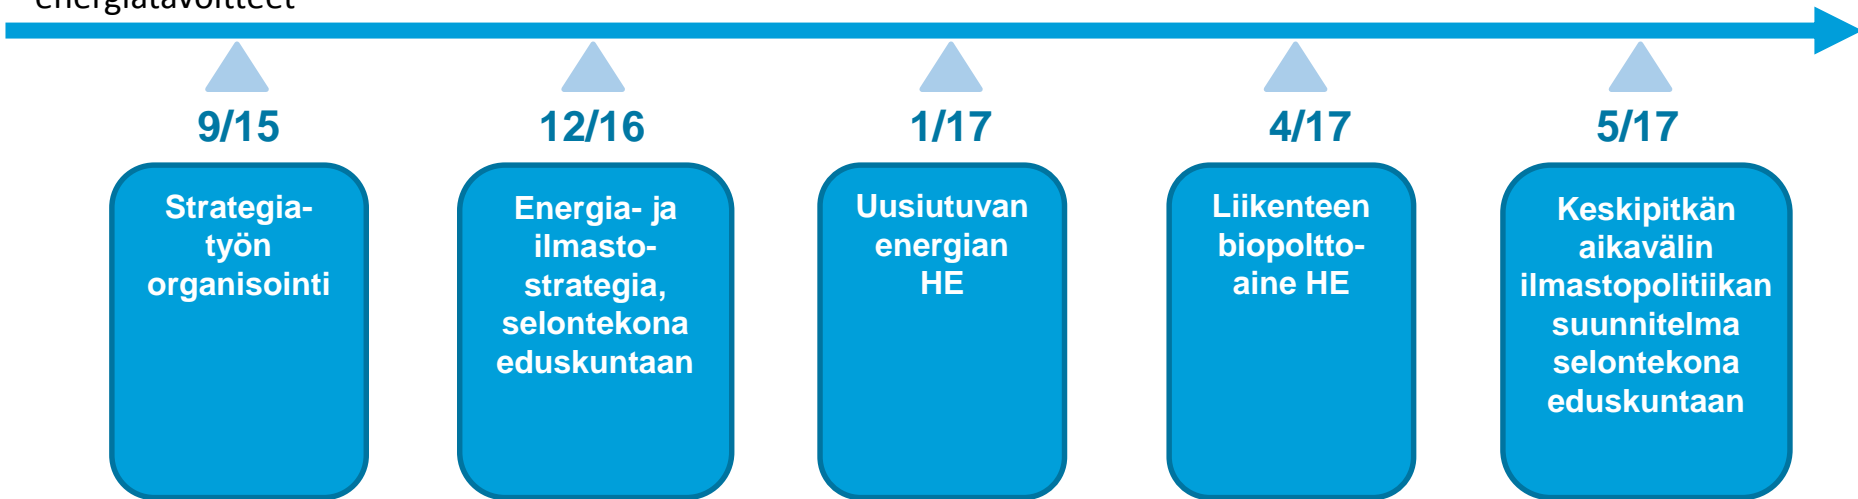 energiatavoitteet
9/15
12/16
1/17
4/17
5/17
Strategia-
työn
organisointi
Energia- ja
ilmasto-
strategia,
selontekona
eduskuntaan
Uusiutuvan
energian
HE
Liikenteen
biopoltto-
aine HE
Keskipitkän
aikavälin
ilmastopolitiikan
suunnitelma
selontekona
eduskuntaan